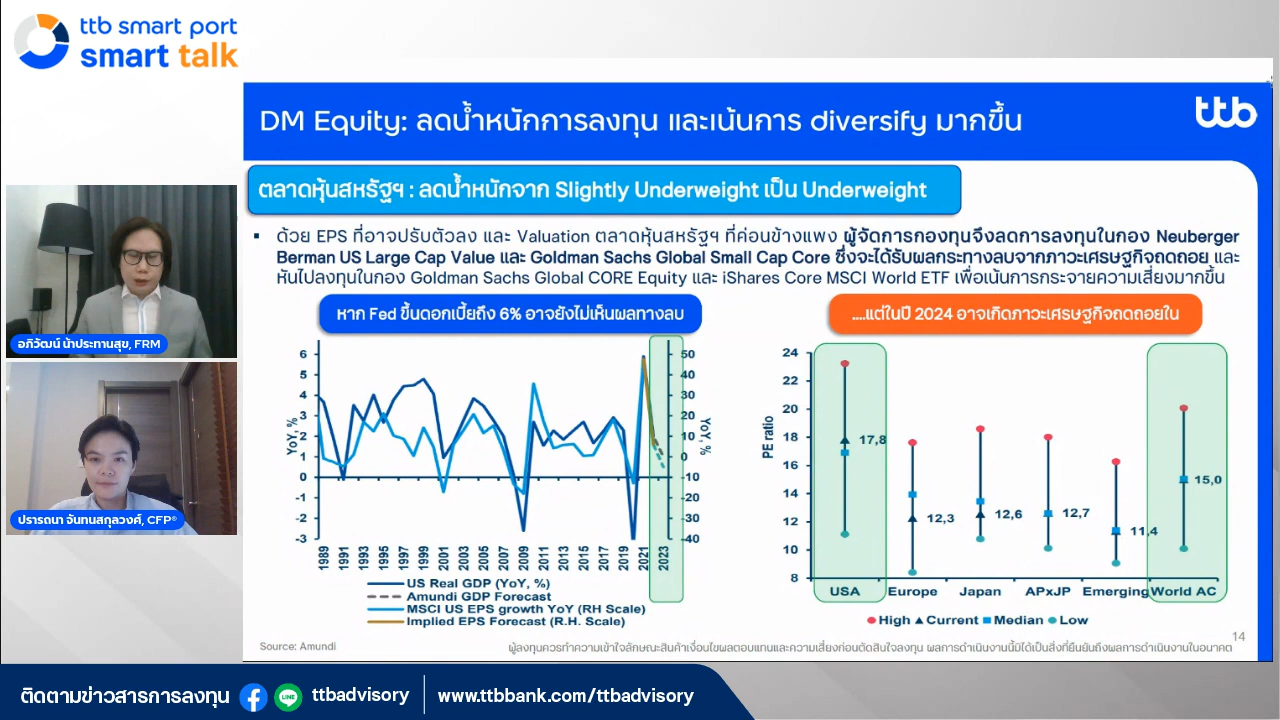 ttb smart port
smart talk
DM Equity: ลดน้ำหนักการลงทุน และเน้นการ diversify มากขึ้น
ttb
ตลาดหุ้นสหรัฐฯ : ลดน้ำหนักจาก Slightly Underweight เป็น Underweight
▪ ด้วย EPS ที่อาจปรับตัวลง และ Valuation ตลาดหุ้นสหรัฐฯ ที่ค่อนข้างแพง ผู้จัดการกองทุนจึงลดการลงทุนในกอง Neuberger
Berman US Large Cap Value และ Goldman Sachs Global Small Cap Core ซึ่งจะได้รับผลกระทางลบจากภาวะเศรษฐกิจถดถอย และ
หันไปลงทุนในกอง Goldman Sachs Global CORE Equity และ iShares Core MSCI World ETF เพื่อเน้นการกระจายความเสี่ยงมากขึ้น
หาก Fed ขึ้นดอกเบี้ยถึง 6% อาจยังไม่เห็นผลทางลบ
6
5
4
3
2
1
0
-1
-2
-3
YoY, %
50
40
30
20
10
0
10
-20
-30
-40
YoY, %
1989 1991 1993 1995 1997 1999 2001 2003 2005 2007 2009 2011 2013 2015 2017 2019 2021 2023
US Real GDP (YoY, %)
Amundi GDP Forecast
MSCI US EPS growth YoY (RH Scale)
Implied EPS Forecast (R.H. Scale)
.....แต่ในปี 2024 อาจเกิดภาวะเศรษฐกิจถดถอยใน
24
22
20
18
16
14
12
10
8
PE ratio
17,8
12,3
12,6
12,7
11,4
15,0
USA Europe Japan APxJP Emerging World AC
High Current Median Low
14
Source: Amundi
ผู้ลงทุนควรทำความเข้าใจลักษณะสินค้าเงื่อนไขผลตอบแทนและความเสี่ยงก่อนตัดสินใจลงทุน ผลการดำเนินงานนี้มิได้เป็นสิ่งที่ยืนยันถึงผลการดำเนินงานในอนาคต
อภิวัฒน์ น้าประทานสุข, FRM
ปรารถนา จันทนสกุลวงศ์, CFP®
ติดตามข่าวสารการลงทุน
LINE
ttbadvisory
www.ttbbank.com/ttbadvisory